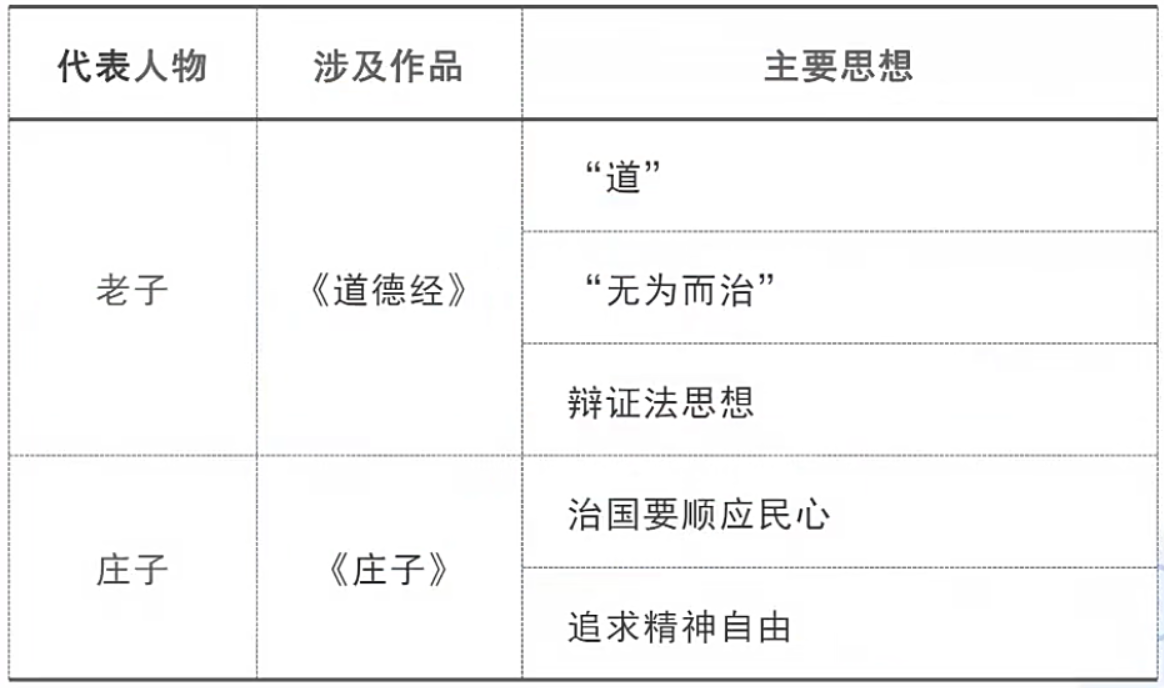 代表人物 涉及作品 主要思想
“道”
老子 《道德经》 “无为而治”
辩证法思想
治国要顺应民心
庄子 《庄子》
追求精神自由